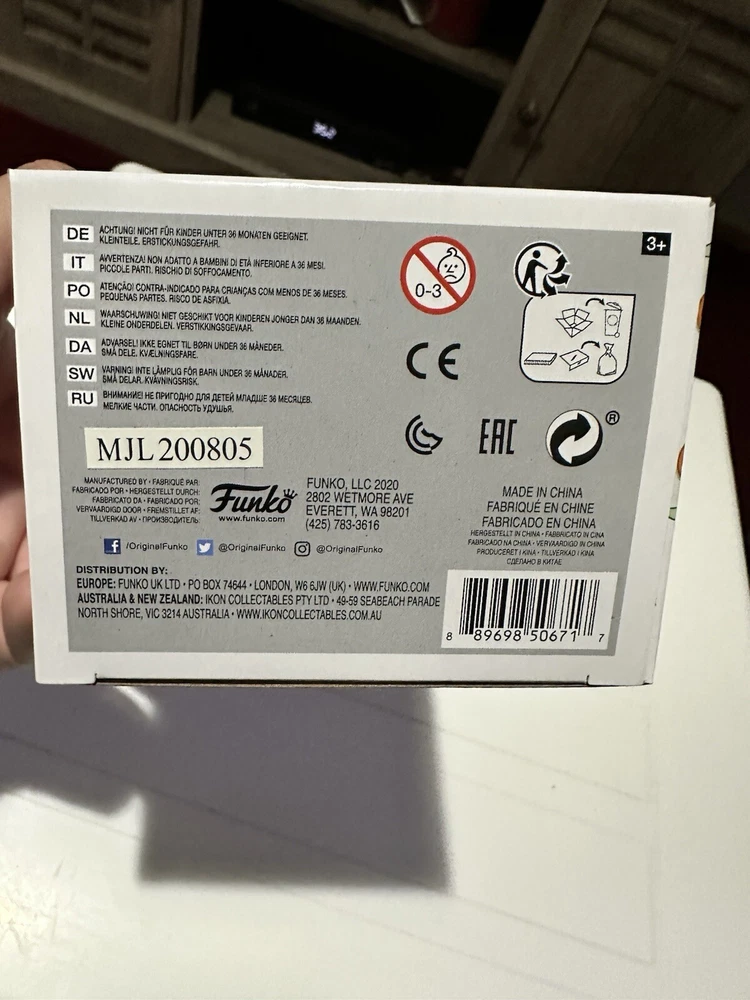 3+
DE ACHTUNG! NICHT FÜR KINDER UNTER 36 MONATEN GEEIGNET.
KLEINTEILE. ERSTICKUNGSGEFAHR.
IT AVVERTENZA! NON ADATTO A BAMBINI DI ETÀ INFERIORE A 36 MESI.
PICCOLE PARTI. RISCHIO DI SOFFOCAMENTO.
PO ATENÇÃO! CONTRA-INDICADO PARA CRIANÇAS COM MENOS DE 36 MESES.
PEQUENAS PARTES. RISCO DE ASFIXIA.
NL WAARSCHUWING! NIET GESCHIKT VOOR KINDEREN JONGER DAN 36 MAANDEN.
KLEINE ONDERDELEN. VERSTIKKINGSGEVAAR.
DA ADVARSEL! IKKE EGNET TIL BØRN UNDER 36 MÅNEDER.
SMÅ DELE. KVÆLNINGSFARE.
SW VARNING! INTE LÄMPLIG FÖR BARN UNDER 36 MÅNADER.
SMÅ DELAR. KVÄVNINGSRISK.
RU ВНИМАНИЕ! НЕ ПРИГОДНО ДЛЯ ДЕТЕЙ МЛАДШЕ 36 МЕСЯЦЕВ.
МЕЛКИЕ ЧАСТИ. ОПАСНОСТЬ УДУШЬЯ.
0-3
CE
EAC
®
MJL 200805
MANUFACTURED BY • FABRIQUÉ PAR:
FABRICADO POR • HERGESTELLT DURCH:
FABBRICATO DA • FABRICADO POR:
VERVAARDIGD DOOR • FREMSTILLET AF:
TILLVERKAD AV • ПРОИЗВОДИТЕЛЬ:
Funko
www.funko.com
FUNKO, LLC 2020
2802 WETMORE AVE
EVERETT, WA 98201
(425) 783-3616
MADE IN CHINA
FABRIQUÉ EN CHINE
FABRICADO EN CHINA
HERGESTELLT IN CHINA • FABBRICATO IN CINA
FABRICADO NA CHINA • VERVAARDIGD IN CHINA
PRODUCERET I KINA • TILLVERKAD I KINA
СДЕЛАНО В КИТАЕ
/OriginalFunko @OriginalFunko @OriginalFunko
DISTRIBUTION BY:
EUROPE: FUNKO UK LTD • PO BOX 74644 • LONDON, W6 6JW (UK) • WWW.FUNKO.COM
AUSTRALIA & NEW ZEALAND: IKON COLLECTABLES PTY LTD • 49-59 SEABEACH PARADE
NORTH SHORE, VIC 3214 AUSTRALIA • WWW.IKONCOLLECTABLES.COM.AU
8 89698 50671 7